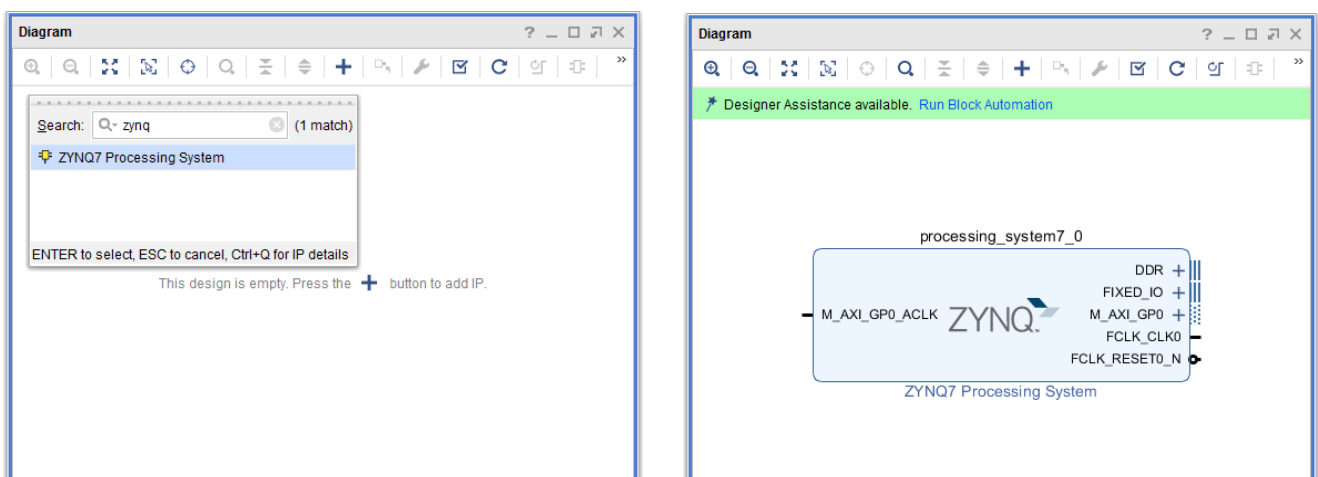 Diagram
Search: zynq (1 match)
ZYNQ7 Processing System
ENTER to select, ESC to cancel, Ctrl+Q for IP details
This design is empty. Press the button to add IP.
Diagram
Designer Assistance available. Run Block Automation
processing_system7_0
DDR
FIXED_IO
M_AXI_GP0_ACLK ZYNQ M_AXI_GP0
FCLK_CLK0
FCLK_RESET0_N
ZYNQ7 Processing System